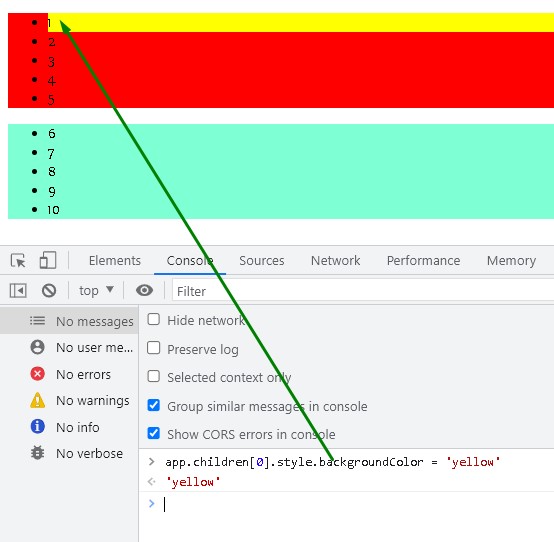 1
2
3
4
5
6
7
8
9
10
Elements Console Sources Network Performance Memory
top ▼ Filter
No messages
No user me...
No errors
No warnings
No info
No verbose
Hide network
Preserve log
Selected context only
Group similar messages in console
Show CORS errors in console
> app.children[0].style.backgroundColor = 'yellow'
'yellow'
>